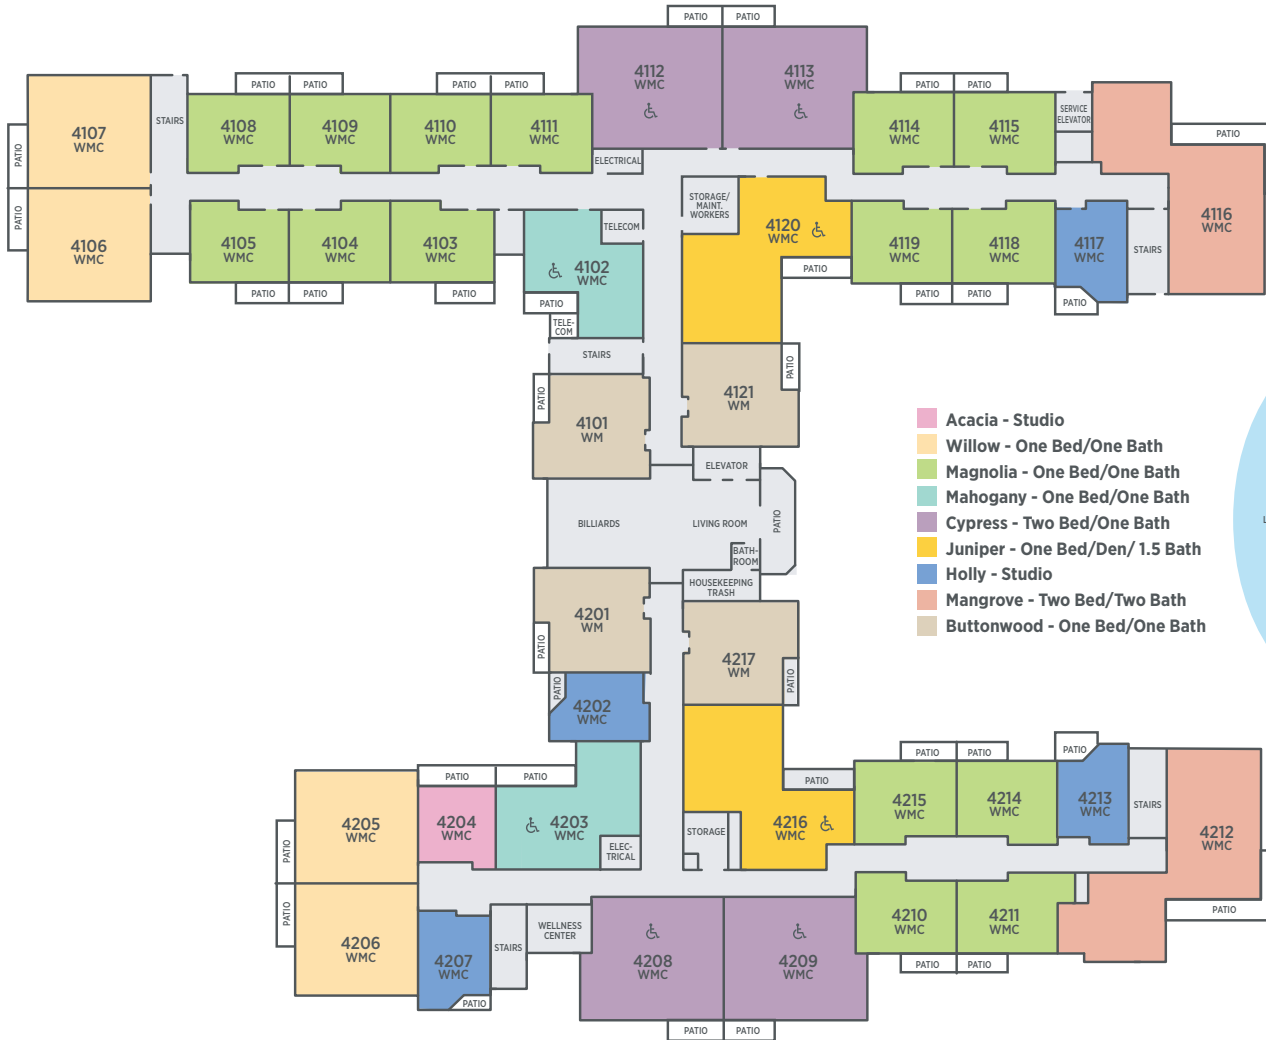 PATIO PATIO
4112
WMC
4113
WMC
PATIO PATIO
PATIO PATIO
PATIO PATIO
4107
WMC
PATIO
STAIRS
4108
WMC
4109
WMC
4110
WMC
4111
WMC
ELECTRICAL
4114
WMC
4115
WMC
SERVICE
ELEVATOR
PATIO
4116
WMC
PATIO
4106
WMC
4105
WMC
4104
WMC
4103
WMC
PATIO PATIO
PATIO
TELECOM
4102
WMC
PATIO
TELE-
COM
STAIRS
STORAGE/
MAINT.
WORKERS
4120
WMC
PATIO
4119
WMC
4118
WMC
PATIO PATIO
4117
WMC
PATIO
STAIRS
PATIO
4101
WM
4121
WM
PATIO
ELEVATOR
BILLIARDS
LIVING ROOM
PATIO
BATH-
ROOM
HOUSEKEEPING
TRASH
Acacia - Studio
Willow - One Bed/One Bath
Magnolia - One Bed/One Bath
Mahogany - One Bed/One Bath
Cypress - Two Bed/One Bath
Juniper - One Bed/Den/ 1.5 Bath
Holly - Studio
Mangrove - Two Bed/Two Bath
Buttonwood - One Bed/One Bath
L
4201
WM
PATIO
4217
WM
PATIO
PATIO
4202
WMC
PATIO PATIO
4205
WMC
PATIO
4204
WMC
4203
WMC
ELEC-
TRICAL
STORAGE
PATIO
4216
WMC
PATIO PATIO
4215
WMC
4214
WMC
PATIO
4213
WMC
STAIRS
4212
WMC
PATIO
PATIO
4206
WMC
4207
WMC
PATIO
STAIRS
WELLNESS
CENTER
4208
WMC
4209
WMC
PATIO PATIO
4210
WMC
4211
WMC
PATIO PATIO